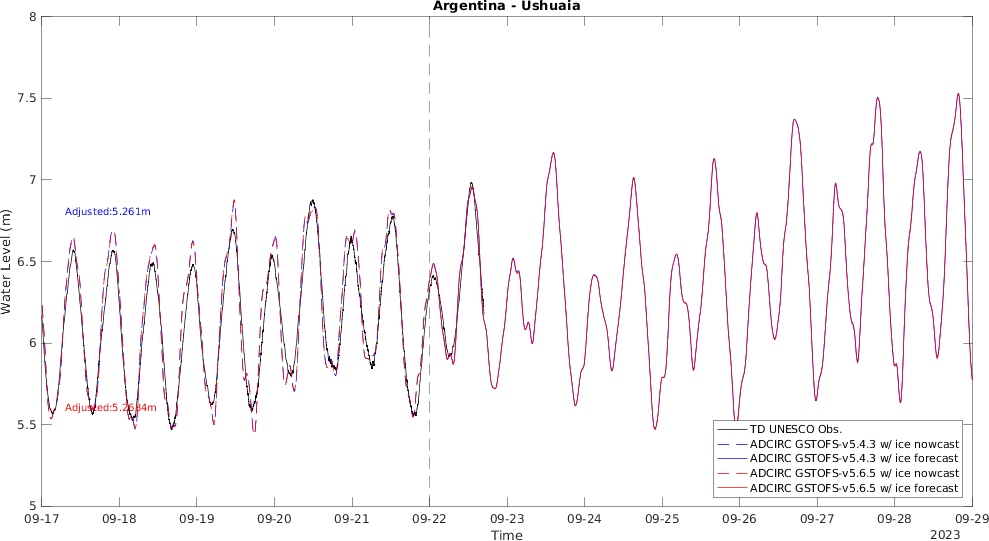 Argentina - Ushuaia
8
7.5
7
6.5
6
5.5
5
Water Level (m)
Adjusted:5.261m
Adjusted:5.2634m
TD UNESCO Obs.
ADCIRC GSTOFS-v5.4.3 w/ ice nowcast
ADCIRC GSTOFS-v5.4.3 w/ ice forecast
ADCIRC GSTOFS-v5.6.5 w/ ice nowcast
ADCIRC GSTOFS-v5.6.5 w/ ice forecast
09-17 09-18 09-19 09-20 09-21 09-22 09-23 09-24 09-25 09-26 09-27 09-28 09-29
Time
2023